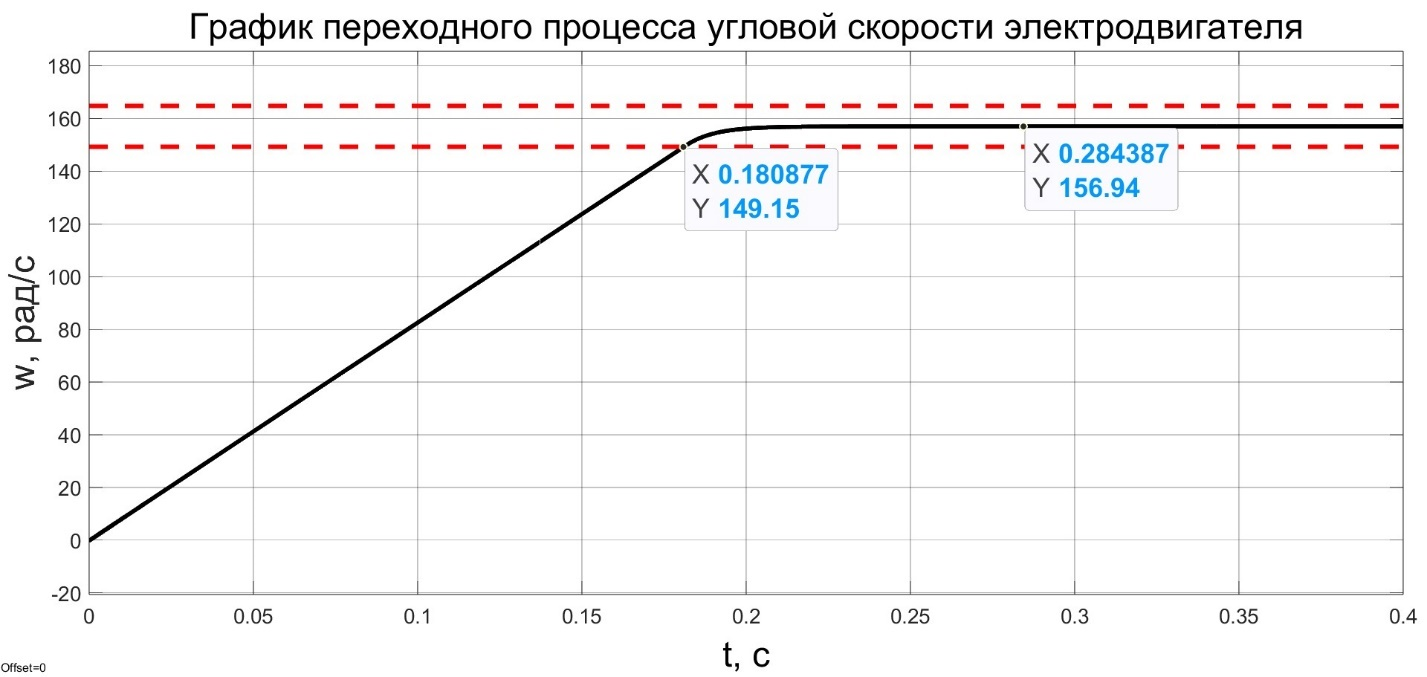 График переходного процесса угловой скорости электродвигателя
180
160
140
120
100
80
60
40
20
0
-20
w, рад/с
X 0.180877
Y 149.15
X 0.284387
Y 156.94
0 0.05 0.1 0.15 0.2 0.25 0.3 0.35 0.4
t, с
Offset=0